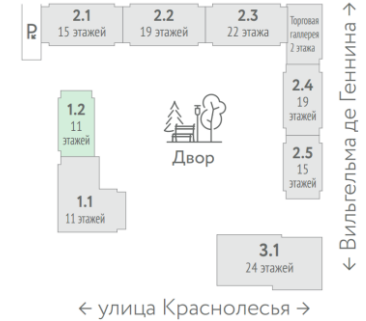 ₽
2.1
15 этажей
2.2
19 этажей
2.3
22 этажа
Торговая
галлерея
2 этажа
1.2
11
этажей
2.4
19
этажей
Двор
2.5
15
этажей
1.1
11 этажей
3.1
24 этажей
← улица Краснолесья →
← Вильгельма де Геннина →